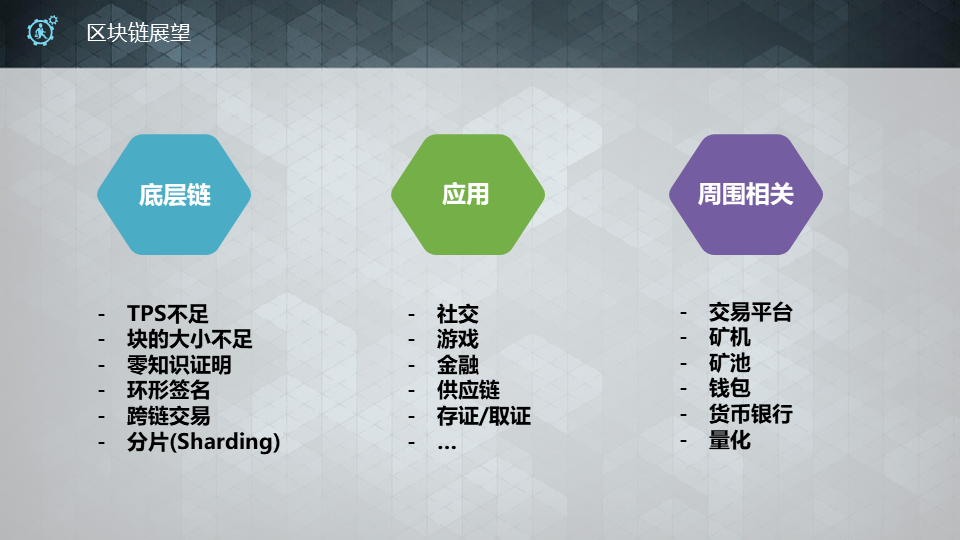 区块链展望
底层链
- TPS不足
- 块的大小不足
- 零知识证明
- 环形签名
- 跨链交易
- 分片(Sharding)
应用
- 社交
- 游戏
- 金融
- 供应链
- 存证/取证
- ...
周围相关
- 交易平台
- 矿机
- 矿池
- 钱包
- 货币银行
- 量化